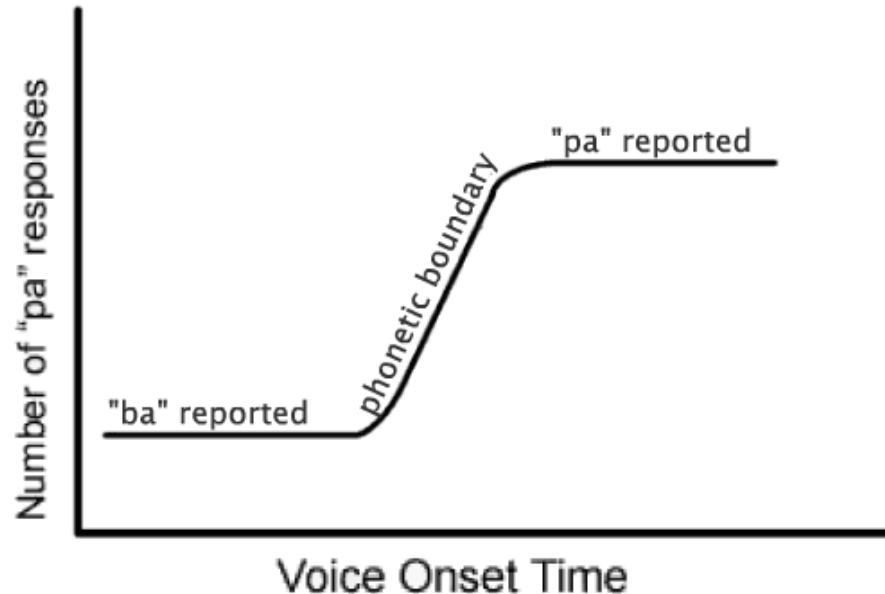 Number of “pa” responses
"pa" reported
phonetic boundary
"ba" reported
Voice Onset Time